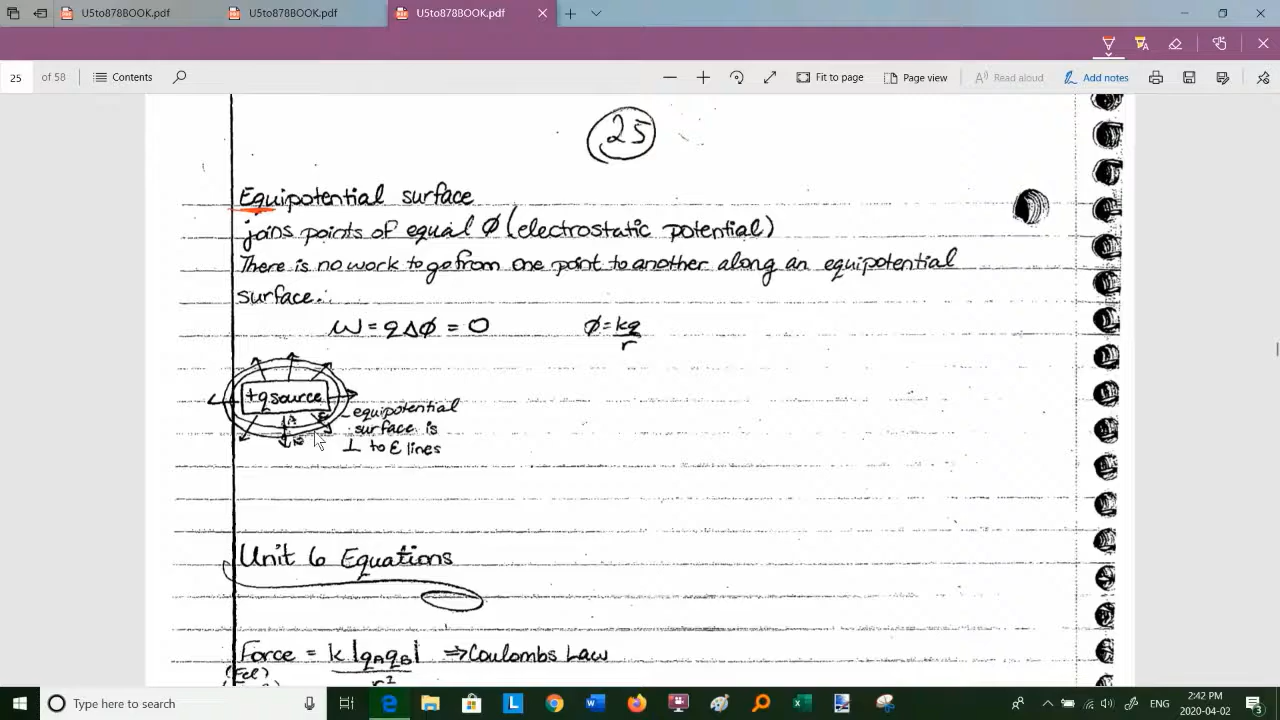 U5to878BOOK.pdf U5to878BOOK.pdf U5to878BOOK.pdf
25 of 58 Contents Fit to page Page view Read aloud Add notes
25
Equipotential surface
joins points of equal ϕ (electrostatic potential)
There is no work to go from one point to another along an equipotential
surface.
W = qΔϕ = 0 ϕ = kq
r
+q source
equipotential
surface is
⊥ to ε lines
Unit 6 Equations
Force = k |qAqB| ⇒ Coulombs Law
r²
Type here to search
2:42 PM
ENG
2020-04-02